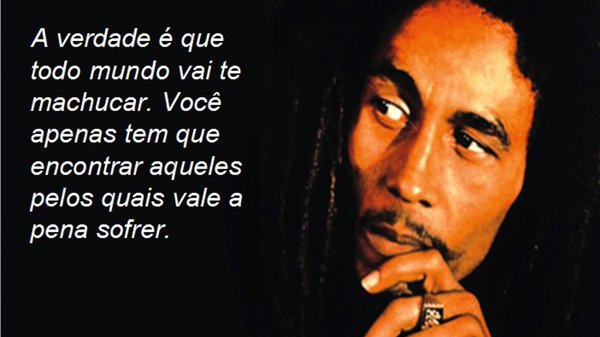 A verdade é que
todo mundo vai te
machucar. Você
apenas tem que
encontrar aqueles
pelos quais vale a
pena sofrer.